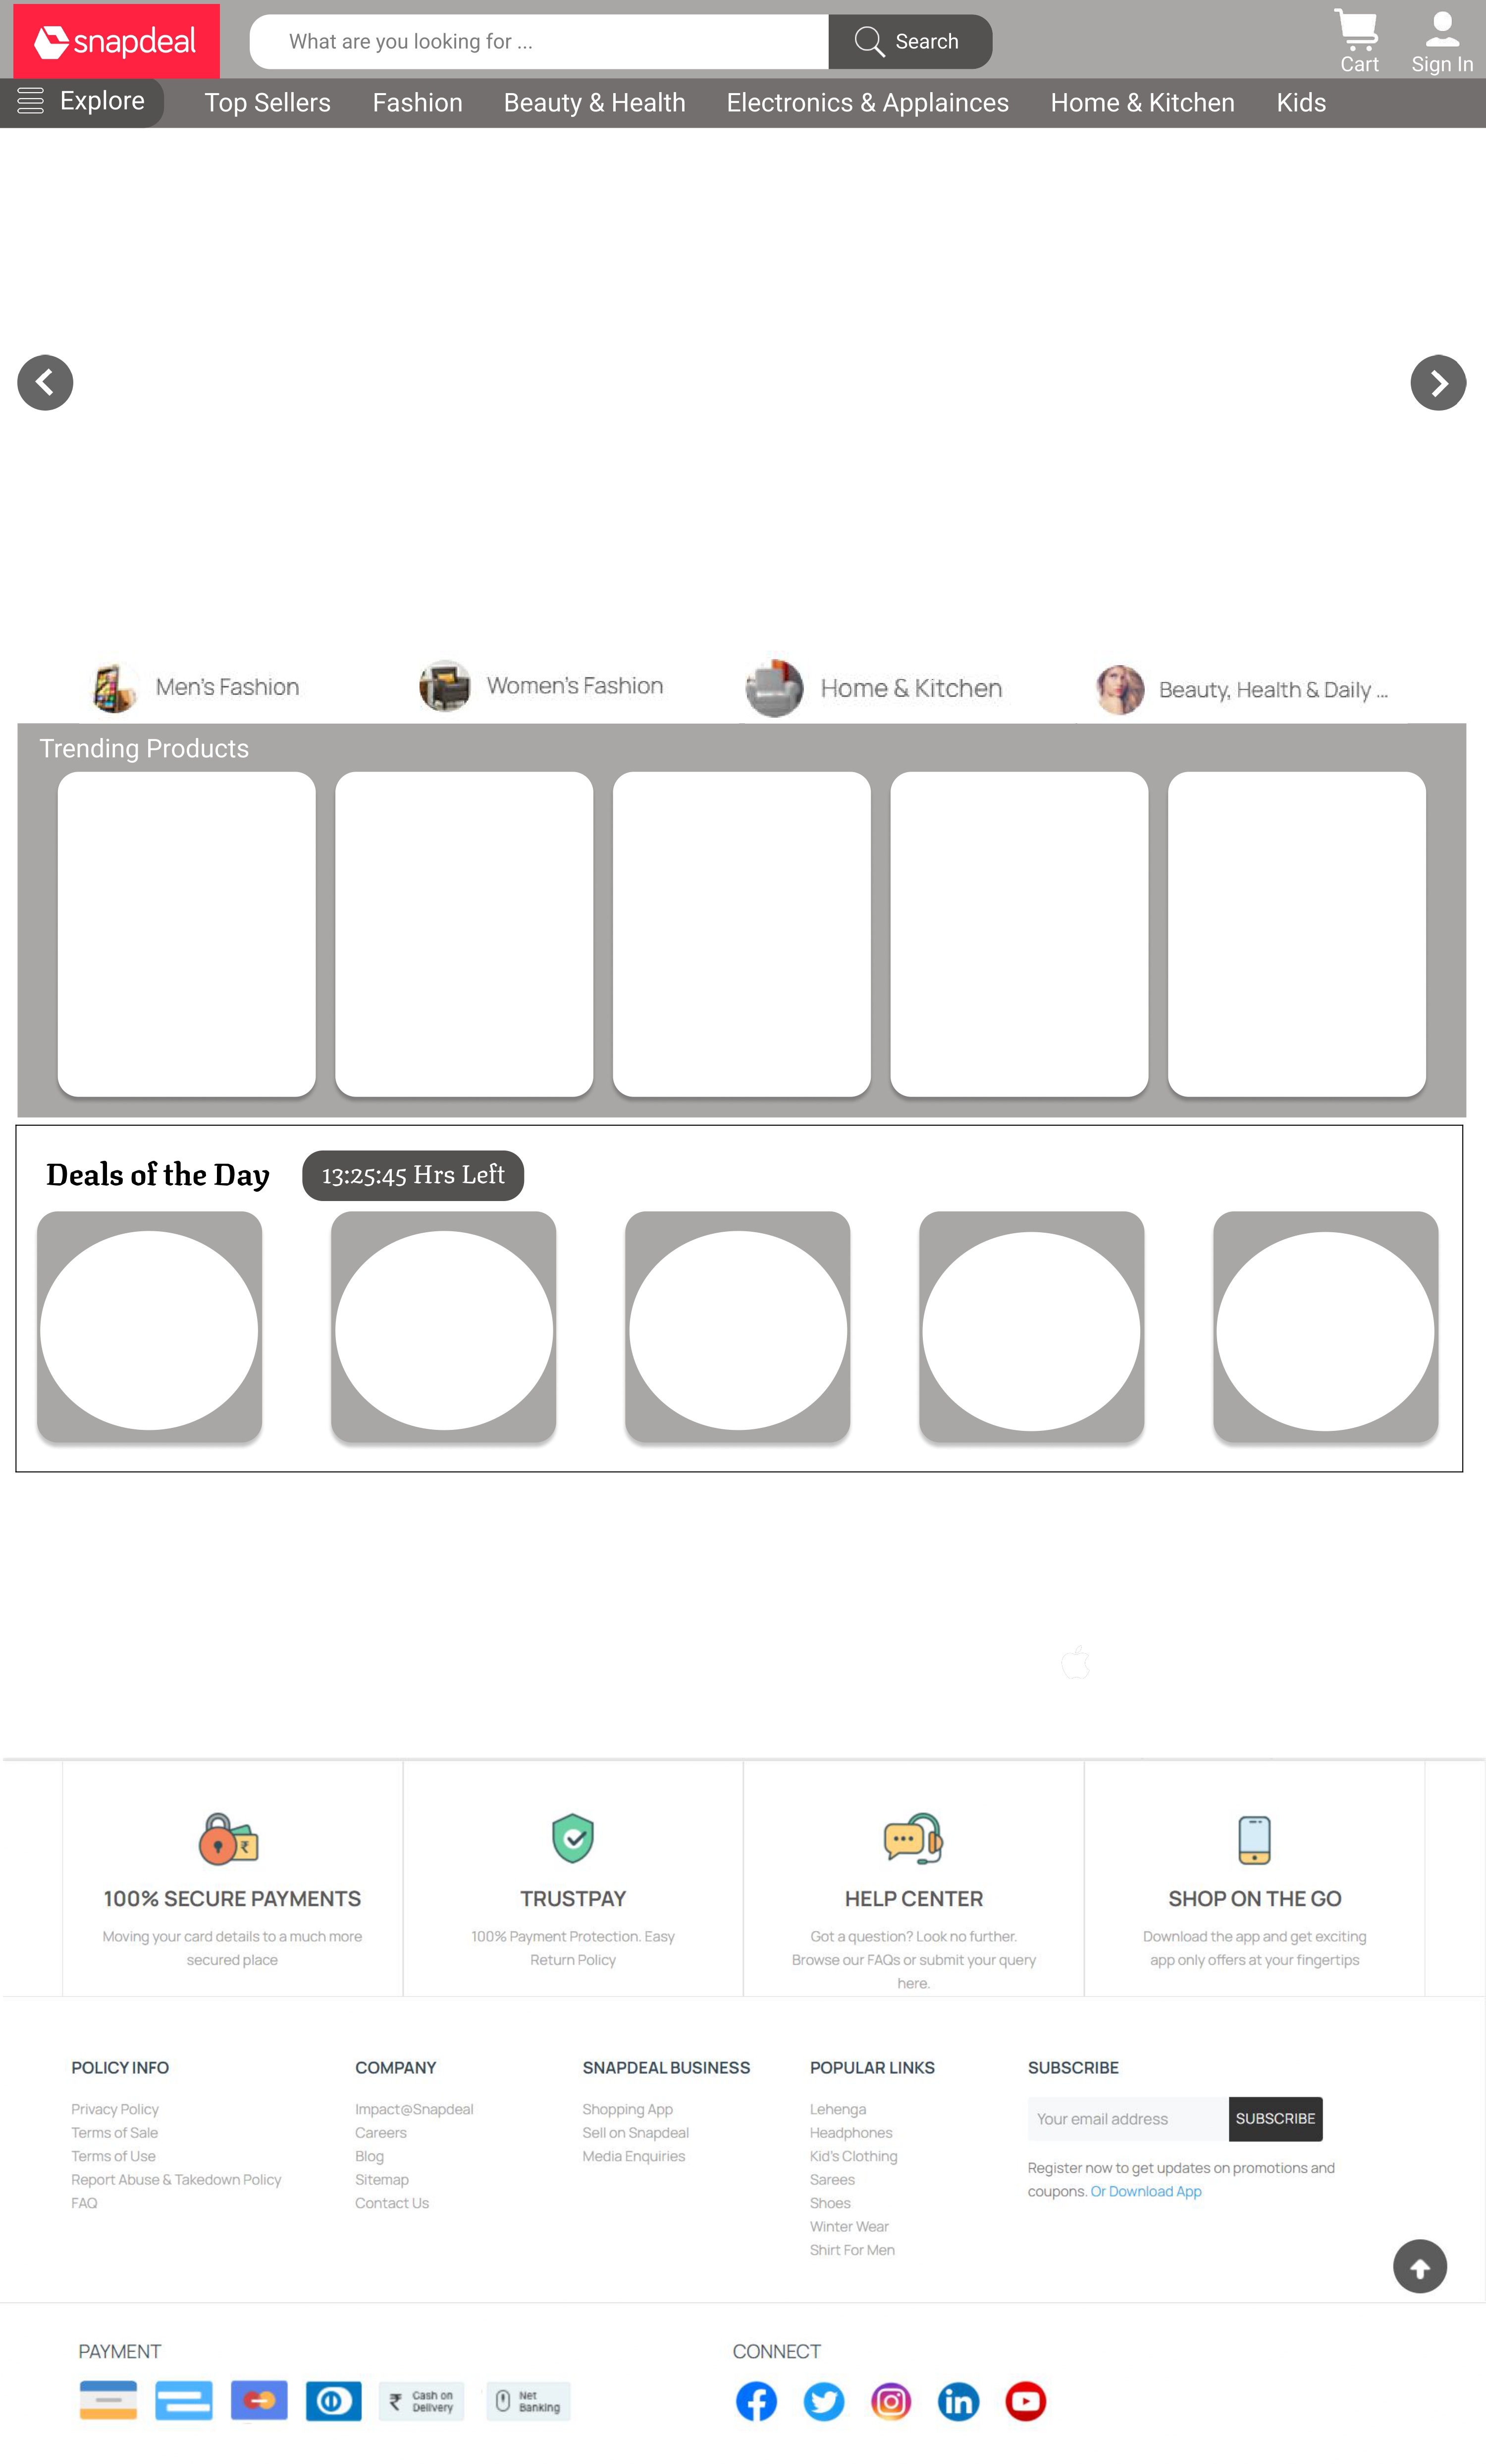 snapdeal
What are you looking for ...
Search
Cart
Sign In
Explore
Top Sellers
Fashion
Beauty & Health
Electronics & Applainces
Home & Kitchen
Kids
Men's Fashion
Women's Fashion
Home & Kitchen
Beauty, Health & Daily ...
Trending Products
Deals of the Day
13:25:45 Hrs Left
100% SECURE PAYMENTS
Moving your card details to a much more
secured place
TRUSTPAY
100% Payment Protection. Easy
Return Policy
HELP CENTER
Got a question? Look no further.
Browse our FAQs or submit your query
here.
SHOP ON THE GO
Download the app and get exciting
app only offers at your fingertips
POLICY INFO
Privacy Policy
Terms of Sale
Terms of Use
Report Abuse & Takedown Policy
FAQ
COMPANY
Impact@Snapdeal
Careers
Blog
Sitemap
Contact Us
SNAPDEAL BUSINESS
Shopping App
Sell on Snapdeal
Media Enquiries
POPULAR LINKS
Lehenga
Headphones
Kid's Clothing
Sarees
Shoes
Winter Wear
Shirt For Men
SUBSCRIBE
Your email address
SUBSCRIBE
Register now to get updates on promotions and
coupons. Or Download App
PAYMENT
₹ Cash on
Delivery
Net
Banking
CONNECT